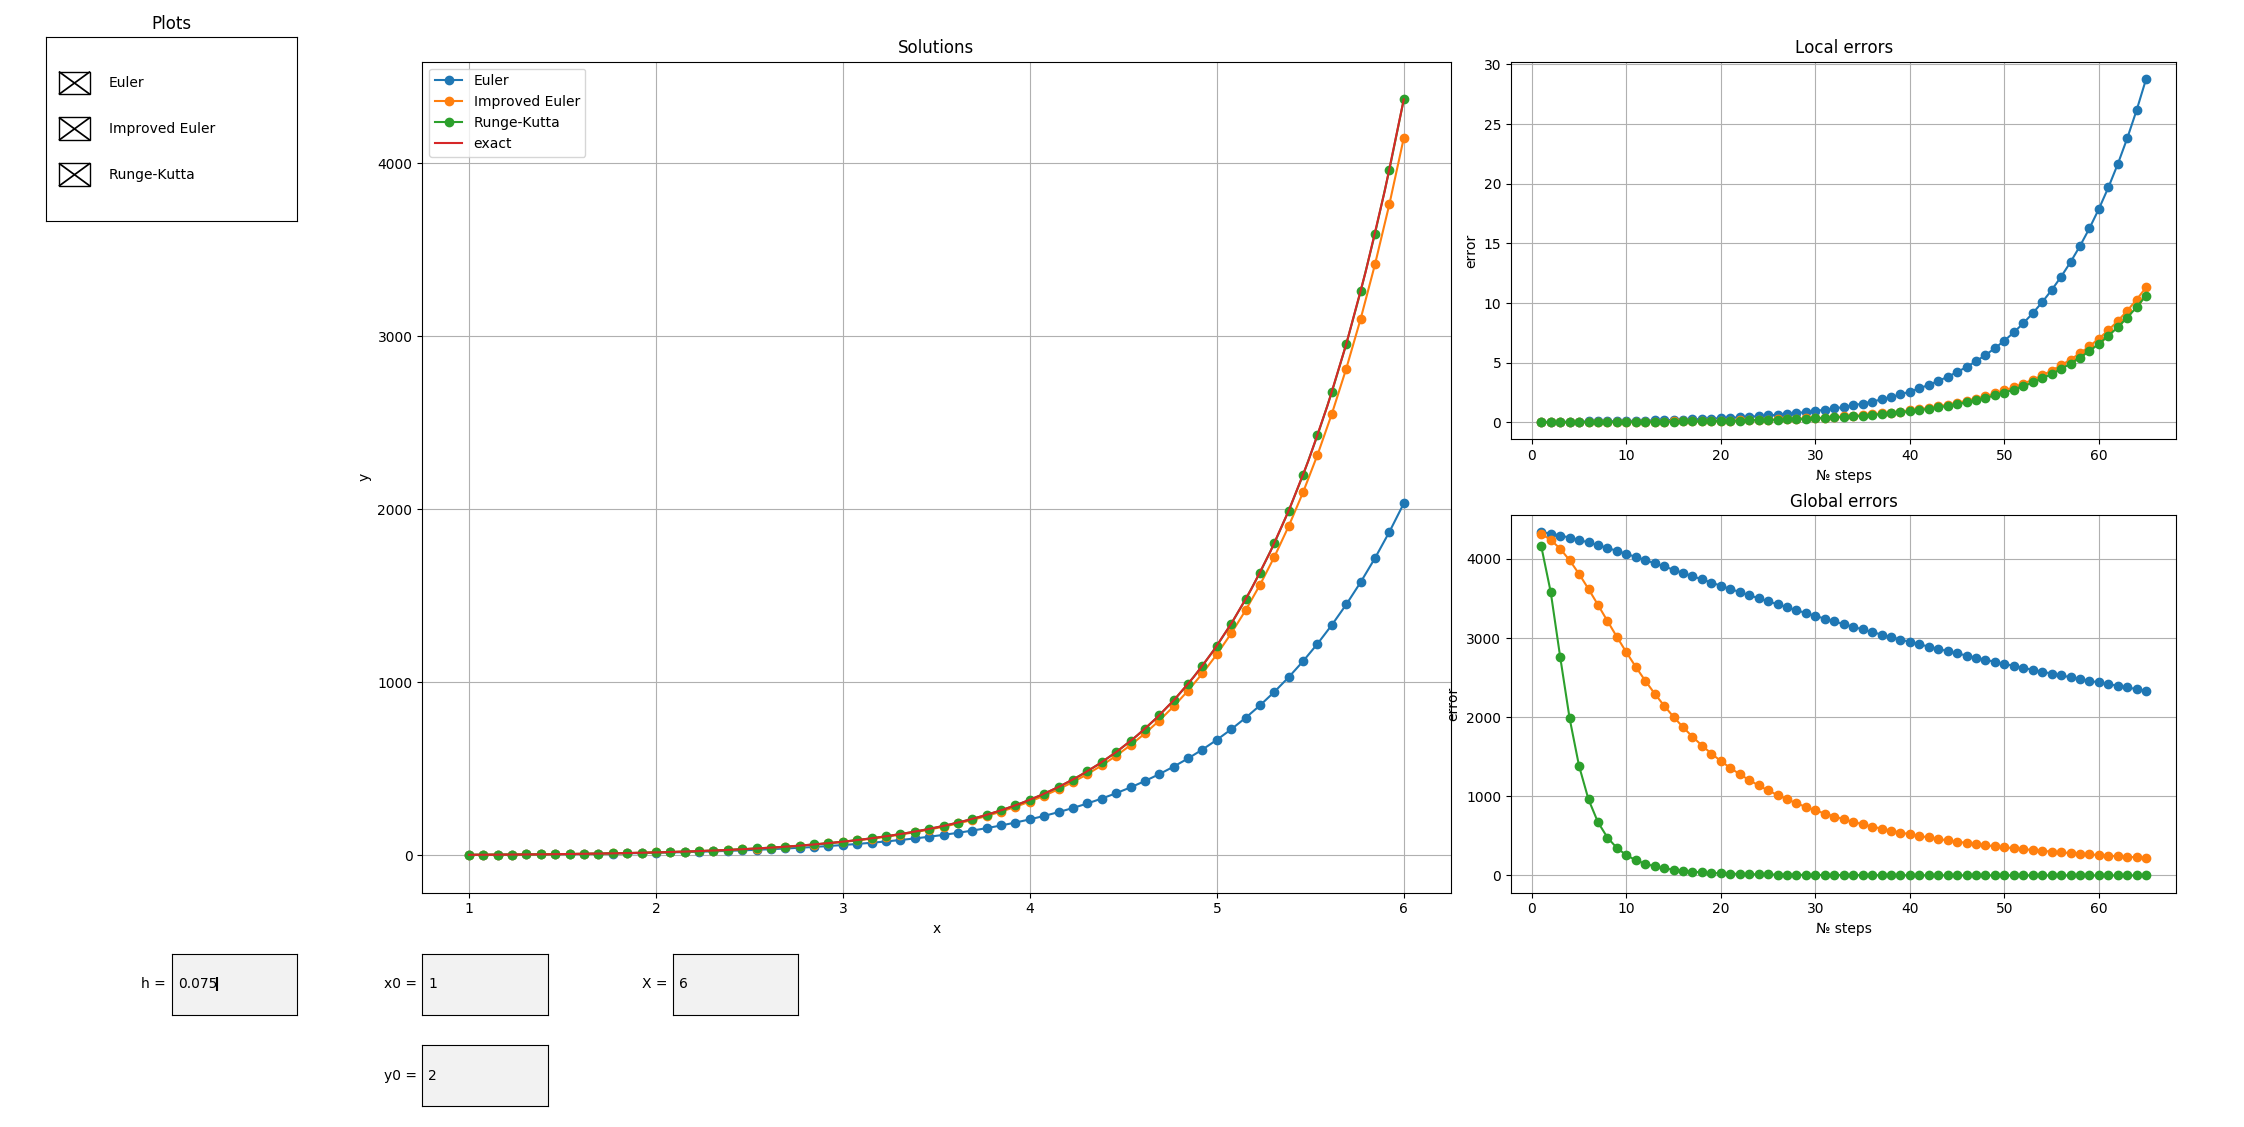 Plots
Euler
Improved Euler
Runge-Kutta
Solutions
Euler
Improved Euler
Runge-Kutta
exact
y
4000
3000
2000
1000
0
1 2 3 4 5 6
x
Local errors
error
30
25
20
15
10
5
0
0 10 20 30 40 50 60
№ steps
Global errors
error
4000
3000
2000
1000
0
0 10 20 30 40 50 60
№ steps
h = 0.075
x0 = 1
X = 6
y0 = 2